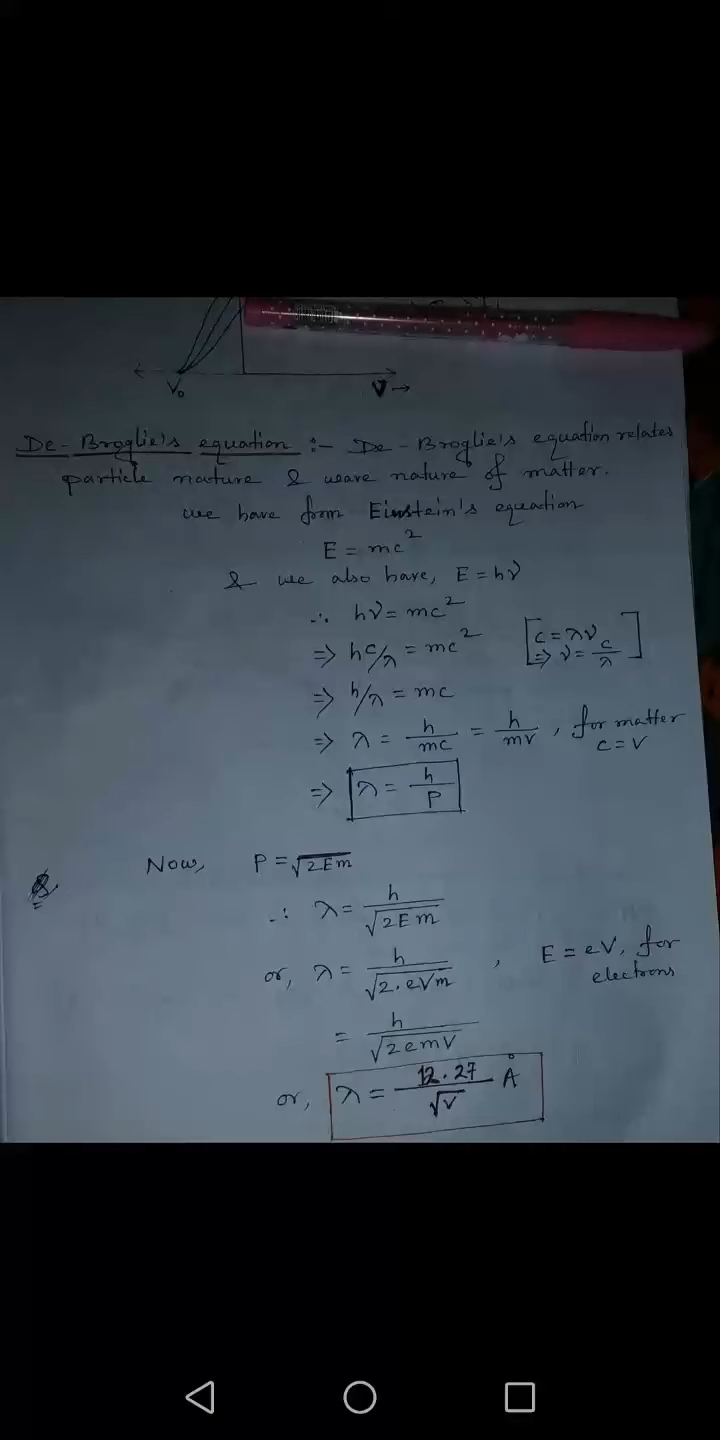 V₀ V →
De-Broglie's equation :- De-Broglie's equation relates
particle nature & wave nature of matter.
we have from Einstein's equation
E = mc²
& we also have, E = hν
∴ hν = mc²
⇒ hc/λ = mc² [c = λν
⇒ ν = c/λ]
⇒ h/λ = mc
⇒ λ = h/mc = h/mv , for matter
c = v
⇒ λ = h/P
Now, P = √2Em
∴ λ = h/√2Em
or, λ = h/√2.eVm , E = eV, for
electrons
= h/√2emV
or, λ = 12.27/√V Å